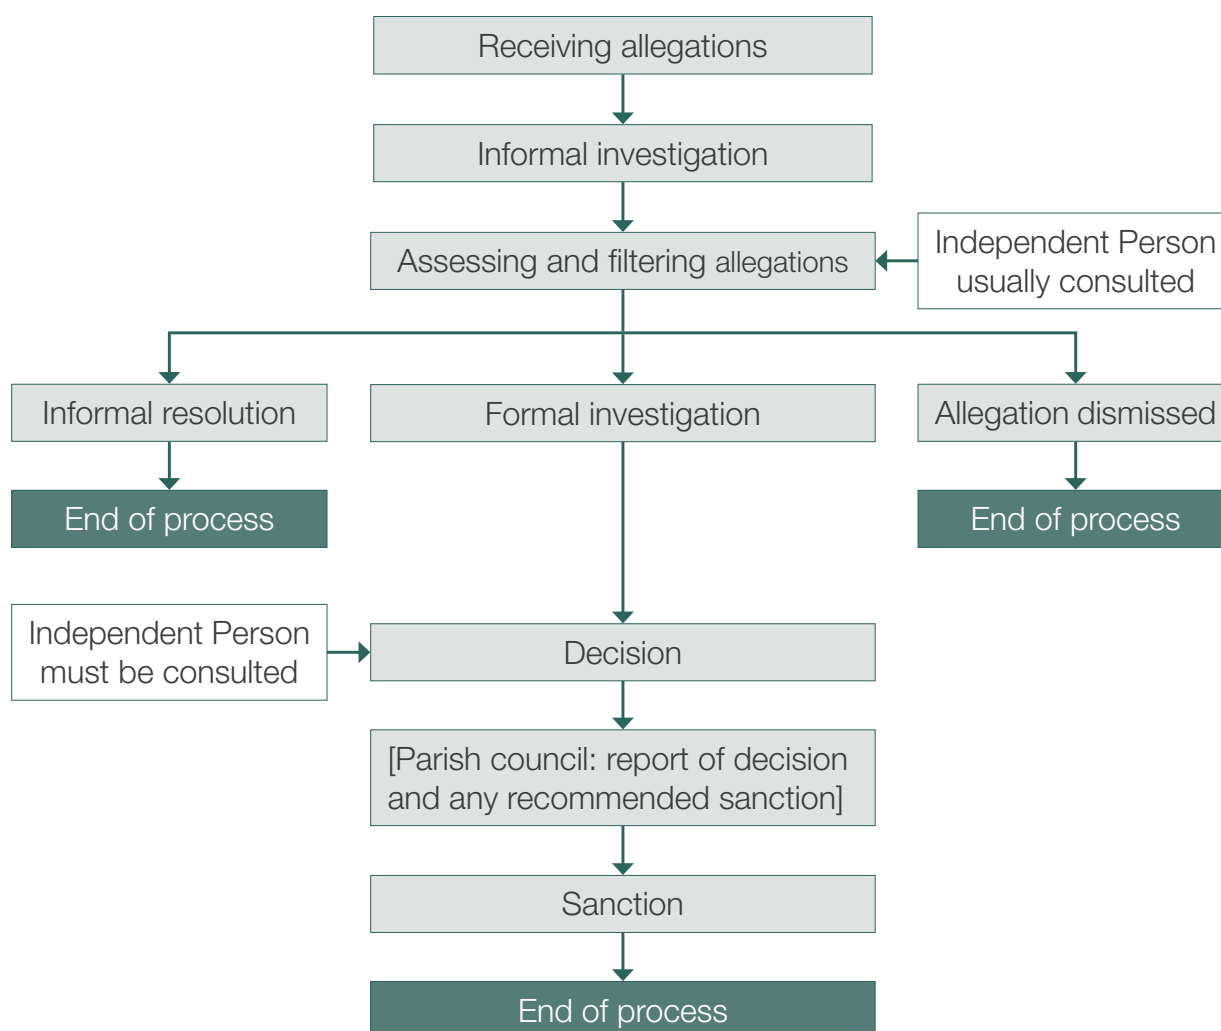 Receiving allegations
Informal investigation
Assessing and filtering allegations
Independent Person
usually consulted
Informal resolution
Formal investigation
Allegation dismissed
End of process
End of process
Independent Person
must be consulted
Decision
[Parish council: report of decision
and any recommended sanction]
Sanction
End of process